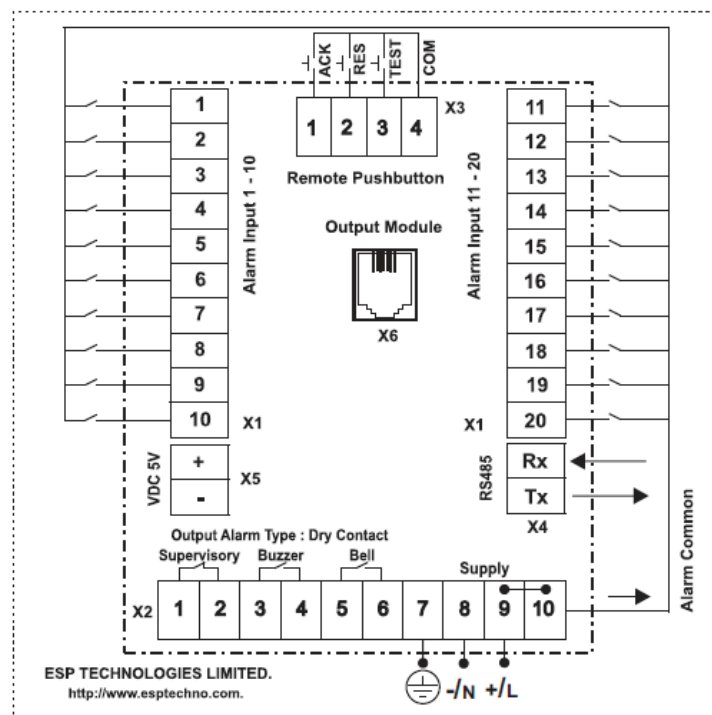 ACK
RES
TEST
COM
X3
1 2 3 4
Remote Pushbutton
1
2
3
4
5
6
7
8
9
10
Alarm Input 1 - 10
X1
Output Module
X6
11
12
13
14
15
16
17
18
19
20
Alarm Input 11 - 20
X1
VDC 5V
+
-
X5
RS485
Rx
Tx
X4
Output Alarm Type : Dry Contact
Supervisory Buzzer Bell
Supply
X2 1 2 3 4 5 6 7 8 9 10
Alarm Common
-/N +/L
ESP TECHNOLOGIES LIMITED.
http://www.esptechno.com.